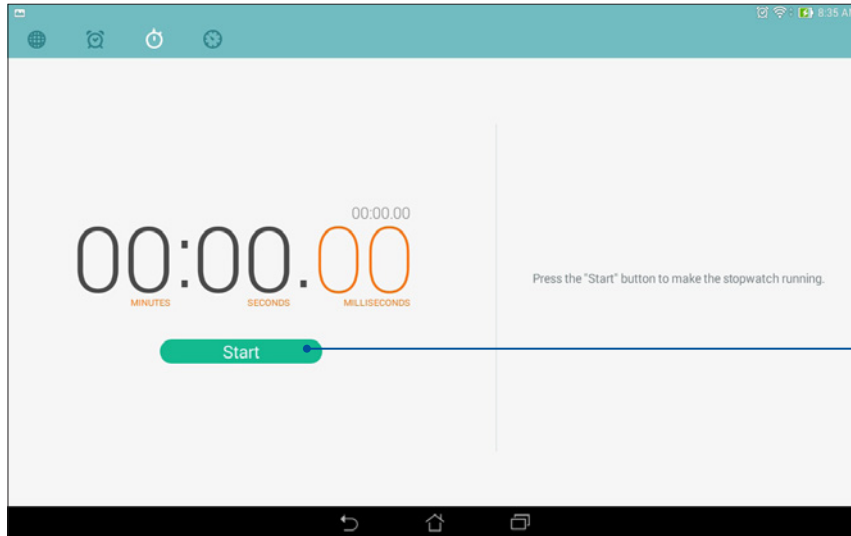 8:35 AM
00:00.00
00:00.00
MINUTES SECONDS MILLISECONDS
Press the "Start" button to make the stopwatch running.
Start